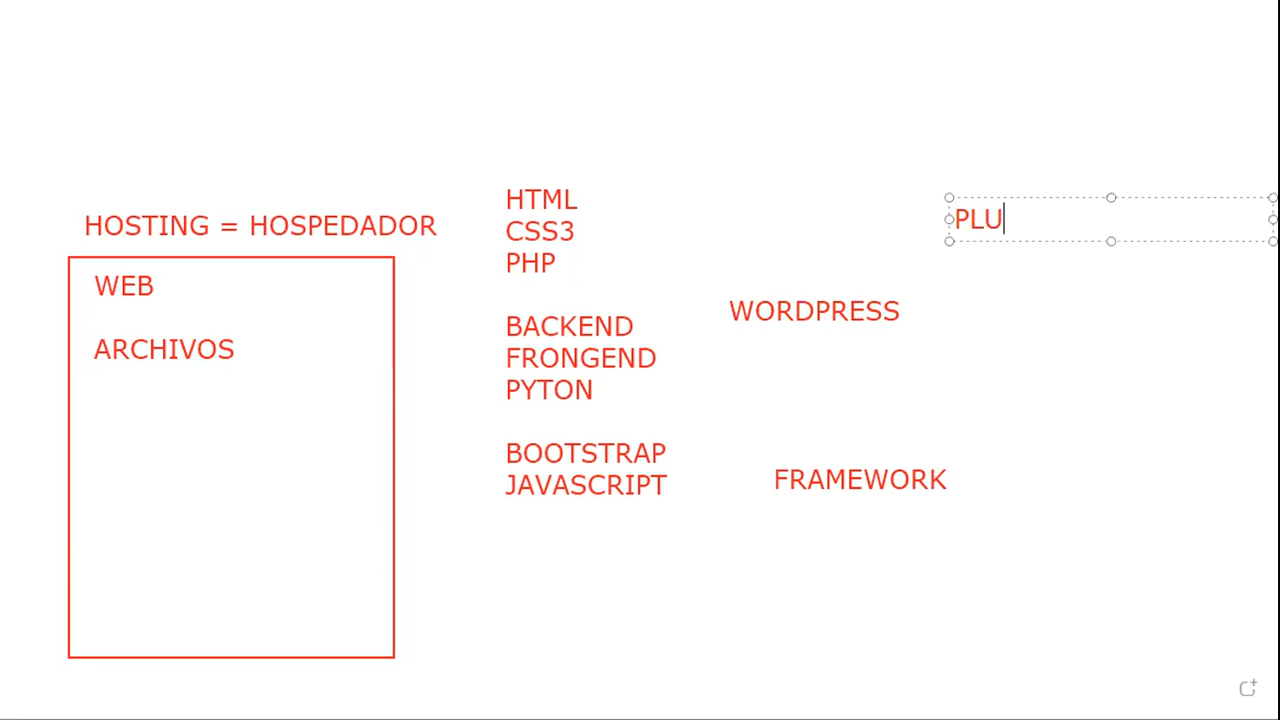 HOSTING = HOSPEDADOR
WEB
ARCHIVOS
HTML
CSS3
PHP
BACKEND
FRONGEND
PYTON
BOOTSTRAP
JAVASCRIPT
WORDPRESS
FRAMEWORK
PLU